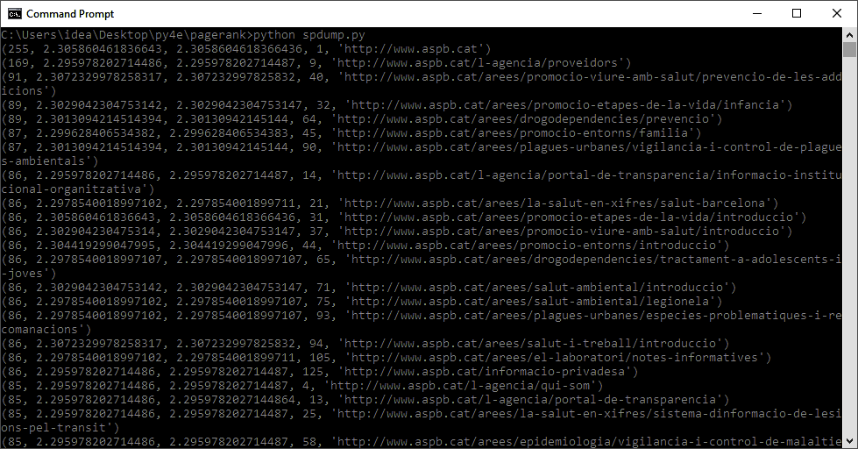 Command Prompt
C:\Users\idea\Desktop\py4e\pagerank>python spdump.py
(255, 2.305860461836643, 2.3058604618366436, 1, 'http://www.aspb.cat')
(169, 2.295978202714486, 2.295978202714487, 9, 'http://www.aspb.cat/l-agencia/proveidors')
(91, 2.3072329978258317, 2.307232997825832, 40, 'http://www.aspb.cat/arees/promocio-viure-amb-salut/prevencio-de-les-add
icions')
(89, 2.3029042304753142, 2.3029042304753147, 32, 'http://www.aspb.cat/arees/promocio-etapes-de-la-vida/infancia')
(89, 2.3013094214514394, 2.30130942145144, 64, 'http://www.aspb.cat/arees/drogodependencies/prevencio')
(87, 2.299628406534382, 2.299628406534383, 45, 'http://www.aspb.cat/arees/promocio-entorns/familia')
(87, 2.3013094214514394, 2.30130942145144, 90, 'http://www.aspb.cat/arees/plagues-urbanes/vigilancia-i-control-de-plague
s-ambientals')
(86, 2.295978202714486, 2.295978202714487, 14, 'http://www.aspb.cat/l-agencia/portal-de-transparencia/informacio-institu
cional-organitzativa')
(86, 2.2978540018997102, 2.297854001899711, 21, 'http://www.aspb.cat/arees/la-salut-en-xifres/salut-barcelona')
(86, 2.305860461836643, 2.3058604618366436, 31, 'http://www.aspb.cat/arees/promocio-etapes-de-la-vida/introduccio')
(86, 2.302904230475314, 2.3029042304753147, 37, 'http://www.aspb.cat/arees/promocio-viure-amb-salut/introduccio')
(86, 2.304419299047995, 2.304419299047996, 44, 'http://www.aspb.cat/arees/promocio-entorns/introduccio')
(86, 2.2978540018997107, 2.2978540018997107, 65, 'http://www.aspb.cat/arees/drogodependencies/tractament-a-adolescents-i
-joves')
(86, 2.3029042304753142, 2.3029042304753147, 71, 'http://www.aspb.cat/arees/salut-ambiental/introduccio')
(86, 2.2978540018997102, 2.2978540018997107, 75, 'http://www.aspb.cat/arees/salut-ambiental/legionela')
(86, 2.2978540018997102, 2.2978540018997107, 93, 'http://www.aspb.cat/arees/plagues-urbanes/especies-problematiques-i-re
comanacions')
(86, 2.3072329978258317, 2.307232997825832, 94, 'http://www.aspb.cat/arees/salut-i-treball/introduccio')
(86, 2.2978540018997102, 2.297854001899711, 105, 'http://www.aspb.cat/arees/el-laboratori/notes-informatives')
(86, 2.295978202714486, 2.295978202714487, 125, 'http://www.aspb.cat/informacio-privadesa')
(85, 2.295978202714486, 2.295978202714487, 4, 'http://www.aspb.cat/l-agencia/qui-som')
(85, 2.295978202714486, 2.2959782027144864, 13, 'http://www.aspb.cat/l-agencia/portal-de-transparencia')
(85, 2.295978202714486, 2.295978202714487, 25, 'http://www.aspb.cat/arees/la-salut-en-xifres/sistema-dinformacio-de-lesi
ons-pel-transit')
(85, 2.295978202714486, 2.295978202714487, 58, 'http://www.aspb.cat/arees/epidemiologia/vigilancia-i-control-de-malaltie